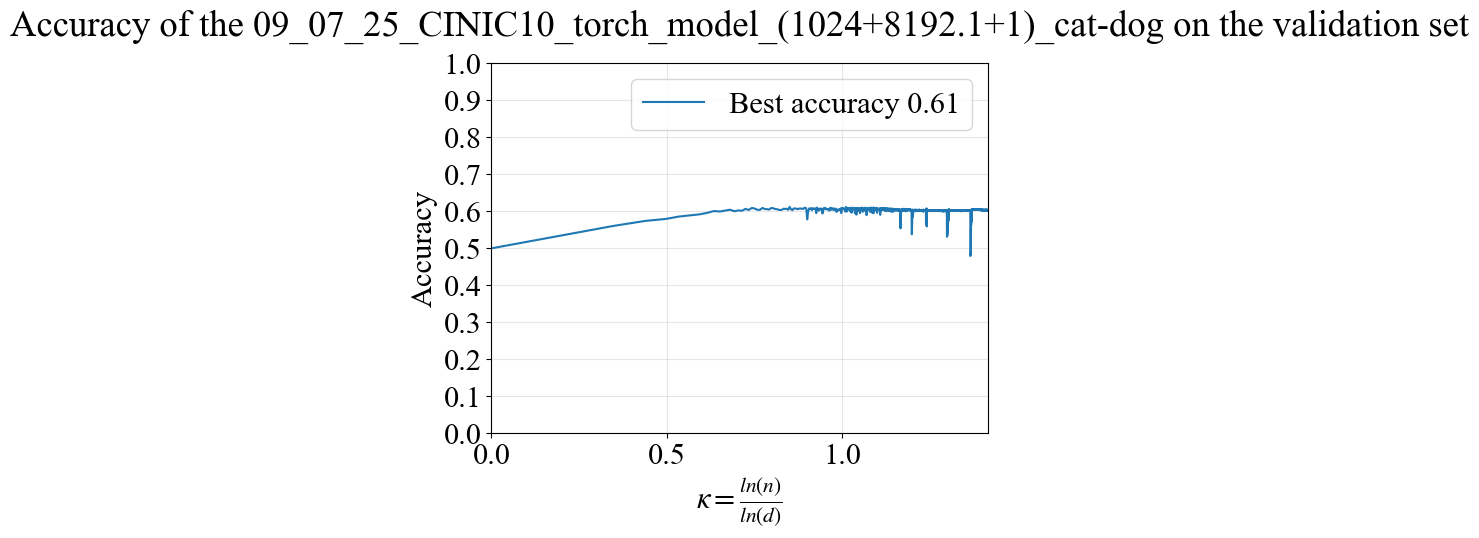 Accuracy of the 09_07_25_CINIC10_torch_model_(1024+8192.1+1)_cat-dog on the validation set
1.0
0.9
0.8
0.7
0.6
0.5
0.4
0.3
0.2
0.1
0.0
Accuracy
Best accuracy 0.61
0.0 0.5 1.0
κ = ln(n)/ln(d)